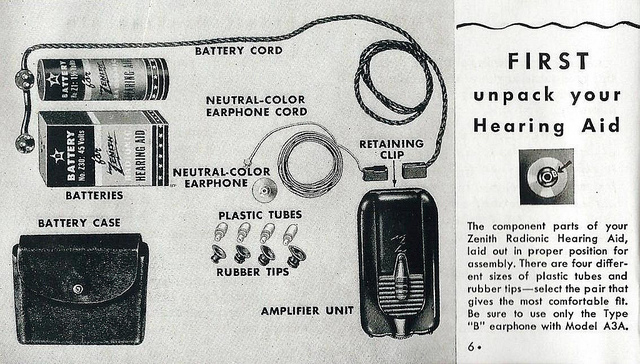 BATTERY CORD
BATTERY
for
ZENITH
HEARING AID
NEUTRAL-COLOR
EARPHONE CORD
BATTERY
No. Z30: 45 Volts
for
ZENITH
HEARING AID
RETAINING
CLIP
NEUTRAL-COLOR
EARPHONE
BATTERIES
PLASTIC TUBES
BATTERY CASE
RUBBER TIPS
AMPLIFIER UNIT
FIRST
unpack your
Hearing Aid
The component parts of your
Zenith Radionic Hearing Aid,
laid out in proper position for
assembly. There are four differ-
ent sizes of plastic tubes and
rubber tips—select the pair that
gives the most comfortable fit.
Be sure to use only the Type
"B" earphone with Model A3A.
6•